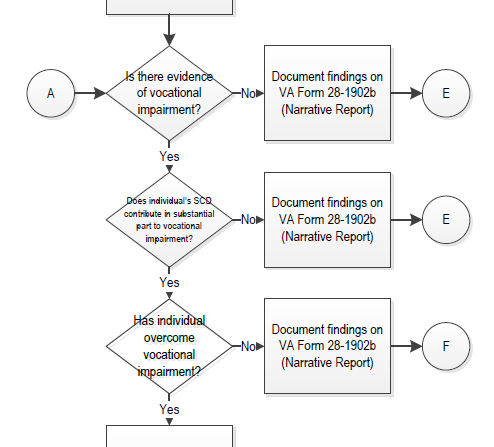 A
Is there evidence
of vocational
impairment?
No
Document findings on
VA Form 28-1902b
(Narrative Report)
E
Yes
Does individual's SCD
contribute in substantial
part to vocational
impairment?
No
Document findings on
VA Form 28-1902b
(Narrative Report)
E
Yes
Has individual
overcome
vocational
impairment?
No
Document findings on
VA Form 28-1902b
(Narrative Report)
F
Yes